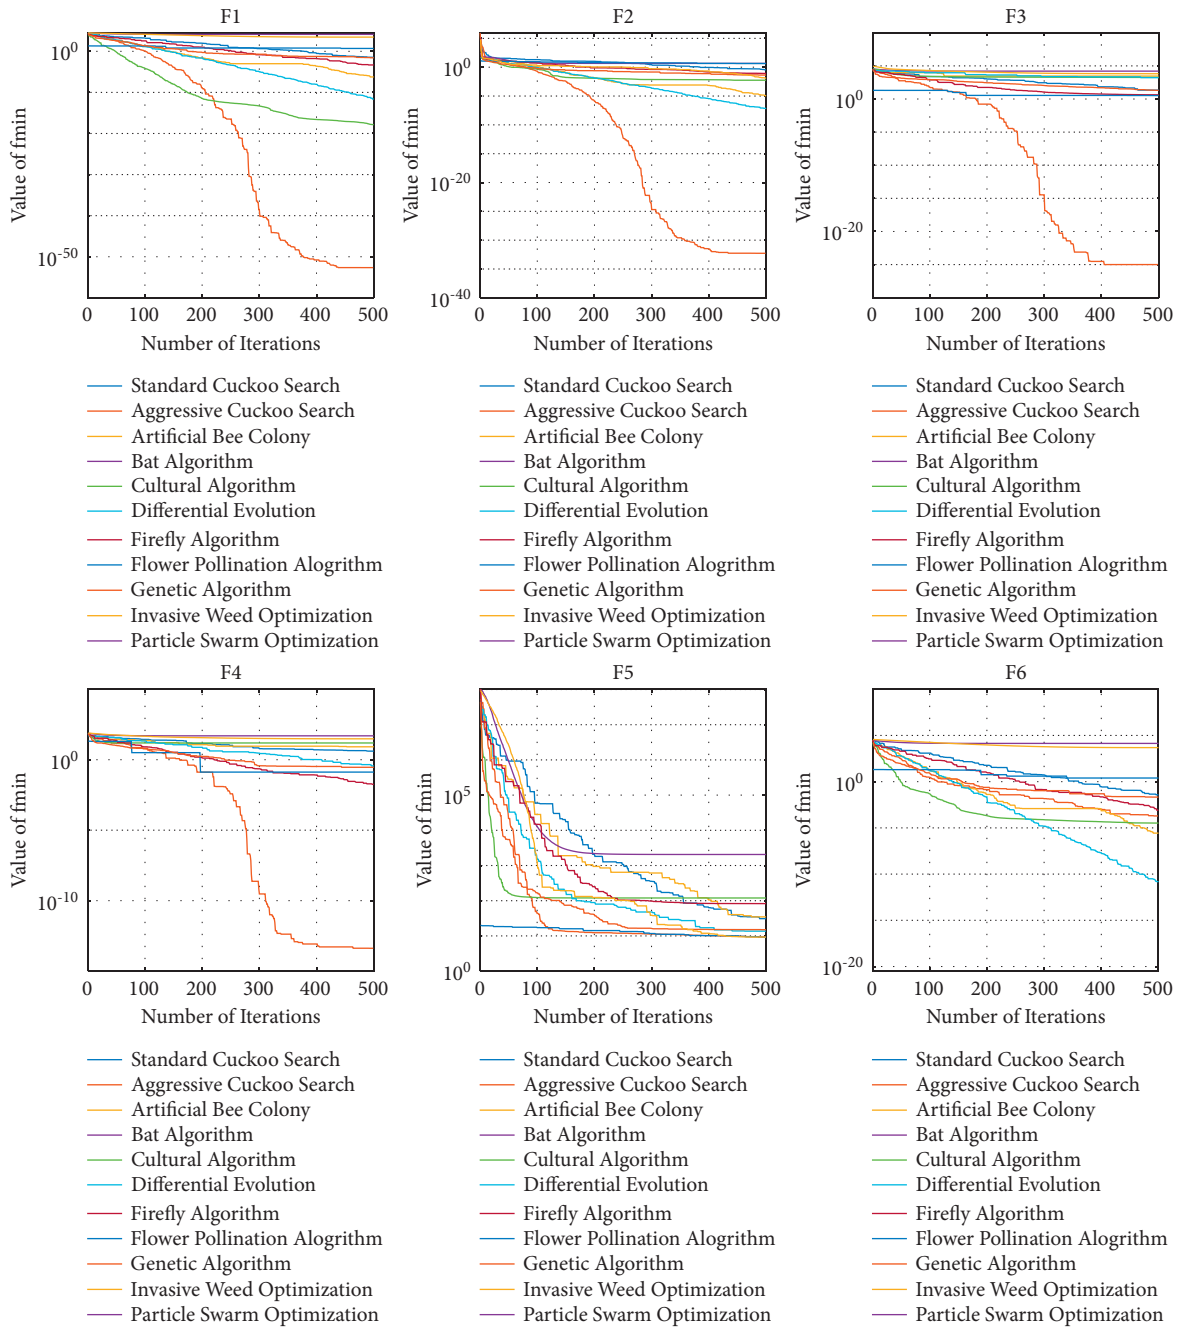 F1
10^0
10^-50
Value of fmin
0 100 200 300 400 500
Number of Iterations
Standard Cuckoo Search
Aggressive Cuckoo Search
Artificial Bee Colony
Bat Algorithm
Cultural Algorithm
Differential Evolution
Firefly Algorithm
Flower Pollination Alogrithm
Genetic Algorithm
Invasive Weed Optimization
Particle Swarm Optimization
F2
10^0
10^-20
10^-40
Value of fmin
0 100 200 300 400 500
Number of Iterations
Standard Cuckoo Search
Aggressive Cuckoo Search
Artificial Bee Colony
Bat Algorithm
Cultural Algorithm
Differential Evolution
Firefly Algorithm
Flower Pollination Alogrithm
Genetic Algorithm
Invasive Weed Optimization
Particle Swarm Optimization
F3
10^0
10^-20
Value of fmin
0 100 200 300 400 500
Number of Iterations
Standard Cuckoo Search
Aggressive Cuckoo Search
Artificial Bee Colony
Bat Algorithm
Cultural Algorithm
Differential Evolution
Firefly Algorithm
Flower Pollination Alogrithm
Genetic Algorithm
Invasive Weed Optimization
Particle Swarm Optimization
F4
10^0
10^-10
Value of fmin
0 100 200 300 400 500
Number of Iterations
Standard Cuckoo Search
Aggressive Cuckoo Search
Artificial Bee Colony
Bat Algorithm
Cultural Algorithm
Differential Evolution
Firefly Algorithm
Flower Pollination Alogrithm
Genetic Algorithm
Invasive Weed Optimization
Particle Swarm Optimization
F5
10^5
10^0
Value of fmin
0 100 200 300 400 500
Number of Iterations
Standard Cuckoo Search
Aggressive Cuckoo Search
Artificial Bee Colony
Bat Algorithm
Cultural Algorithm
Differential Evolution
Firefly Algorithm
Flower Pollination Alogrithm
Genetic Algorithm
Invasive Weed Optimization
Particle Swarm Optimization
F6
10^0
10^-20
Value of fmin
0 100 200 300 400 500
Number of Iterations
Standard Cuckoo Search
Aggressive Cuckoo Search
Artificial Bee Colony
Bat Algorithm
Cultural Algorithm
Differential Evolution
Firefly Algorithm
Flower Pollination Alogrithm
Genetic Algorithm
Invasive Weed Optimization
Particle Swarm Optimization